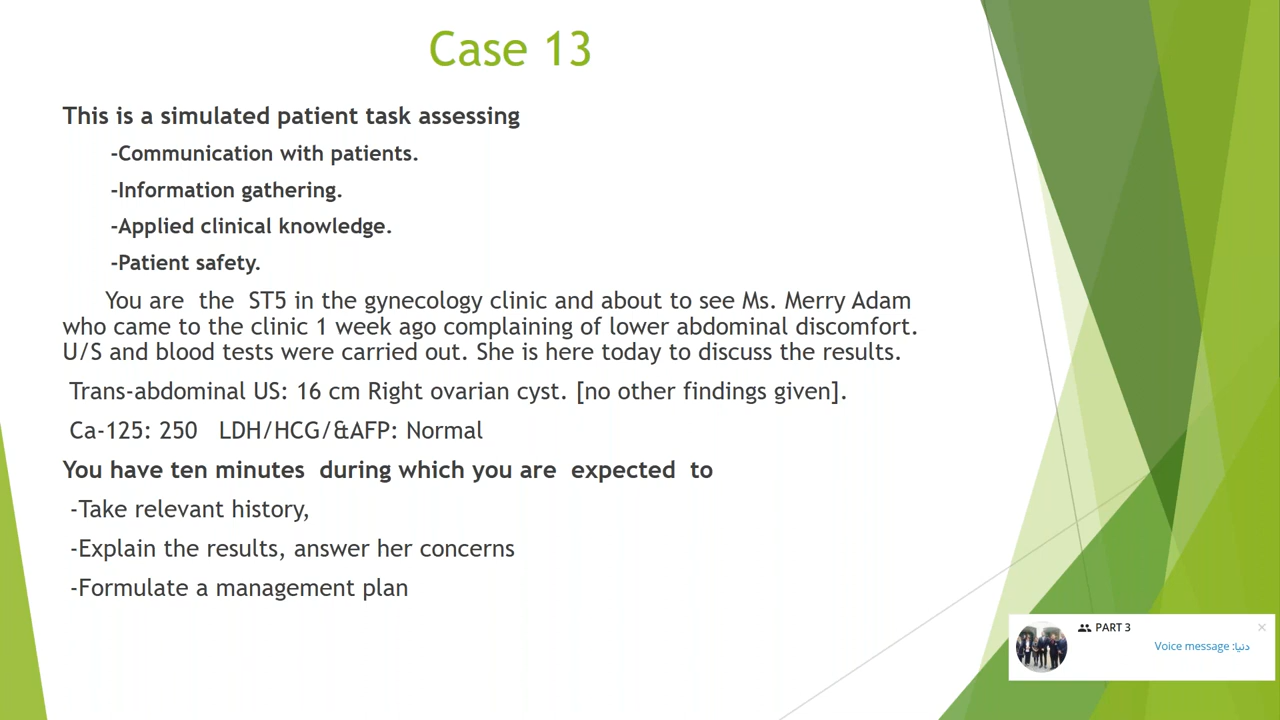 Case 13
This is a simulated patient task assessing
-Communication with patients.
-Information gathering.
-Applied clinical knowledge.
-Patient safety.
You are the ST5 in the gynecology clinic and about to see Ms. Merry Adam
who came to the clinic 1 week ago complaining of lower abdominal discomfort.
U/S and blood tests were carried out. She is here today to discuss the results.
Trans-abdominal US: 16 cm Right ovarian cyst. [no other findings given].
Ca-125: 250 LDH/HCG/&AFP: Normal
You have ten minutes during which you are expected to
-Take relevant history,
-Explain the results, answer her concerns
-Formulate a management plan
PART 3
دنيا: Voice message